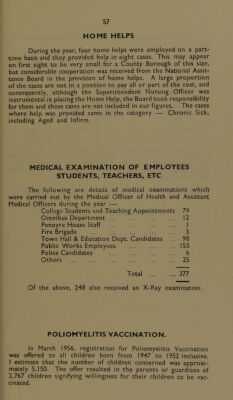 57
HOME HELPS
During the year, four home helps were employed on a part-
time basis and they provided help in eight cases. This may appear
on first sight to be very small for a County Borough of this size,
but considerable cooperation was received from the National Assis-
tance Board in the provision of home helps. A large proportion
of the cases are not in a position to pay all or part of the cost, and
consequently, although the Superintendent Nursing Officer was
instrumental in placing the Home Help, the Board took responsibility
for them and these cases are not included in our figures. The cases
where help was provided came in the category — Chronic Sick,
including Aged and Infirm.
MEDICAL EXAMINATION OF EMPLOYEES
STUDENTS, TEACHERS, ETC
The following are details of medical examinations which
were carried out by the Medical Officer of Health and Assistant
Medical Officers during the year :—
College Students and Teaching Appointments 79
Omnibus Department ... ... ... 12
Penoyre House Staff ... ... ... 1
Fire Brigade ... ... ... 3
Town Hall & Education Dept. Candidates ... 98
Public Works Employees ... ... 153
Police Candidates ... ... ... 6
Others ... ... ... ... 25
Total ... ... 377
Of the above, 248 also received an X-Ray examination.
POLIOMYELITIS VACCINATION.
In March 1956, registration for Poliomyelitis Vaccination
was offered to all children born from 1947 to 1952 inclusive.
I estimate that the number of children concerned was approxi-
mately 5,150. The offer resulted in the parents or guardians of
2,767 children signifying willingness for their children to be vac-
cinated.